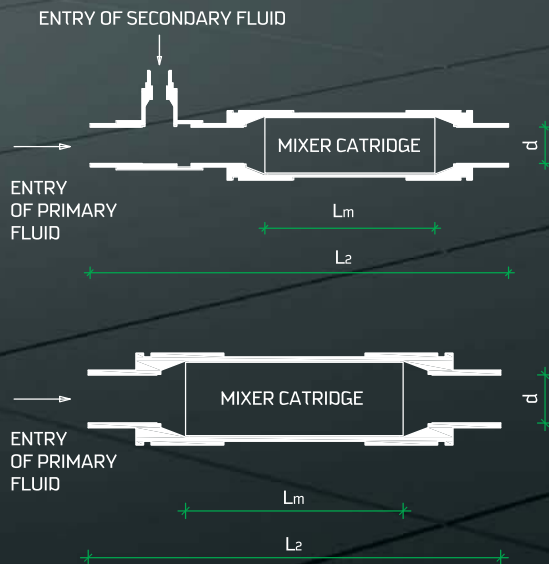 ENTRY OF SECONDARY FLUID
MIXER CATRIDGE
d
ENTRY
OF PRIMARY
FLUID
Lm
L2
MIXER CATRIDGE
d
ENTRY
OF PRIMARY
FLUID
Lm
L2